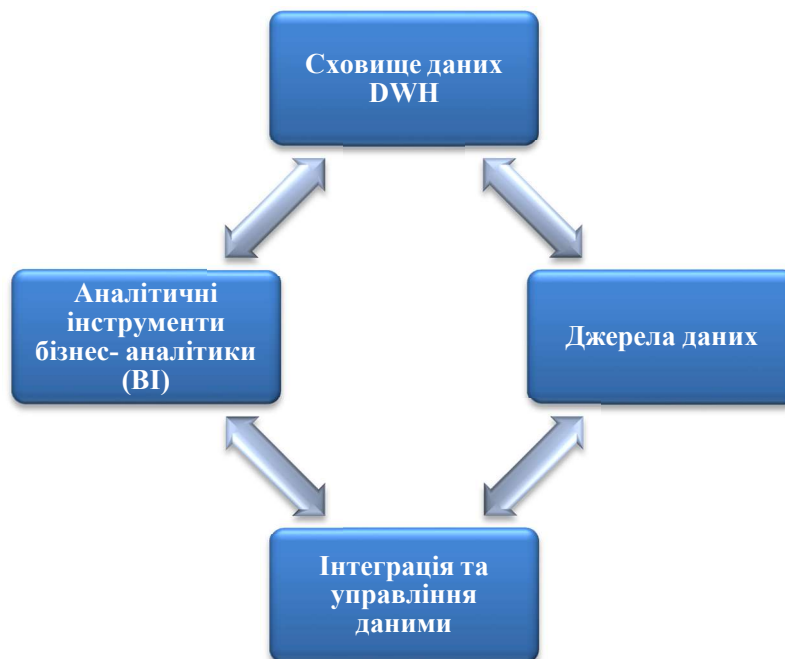 Сховище даних
DWH
Аналітичні
інструменти
бізнес- аналітики
(BI)
Джерела даних
Інтеграція та
управління
даними